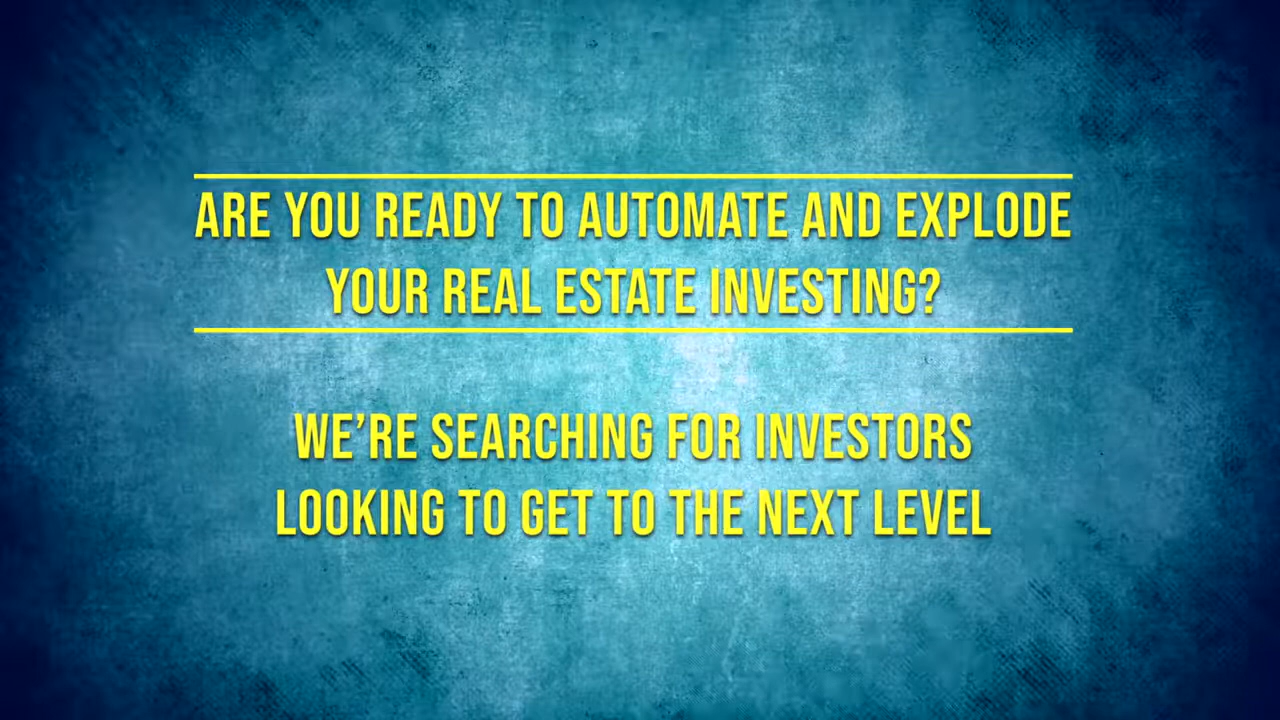 ARE YOU READY TO AUTOMATE AND EXPLODE
YOUR REAL ESTATE INVESTING?
WE’RE SEARCHING FOR INVESTORS
LOOKING TO GET TO THE NEXT LEVEL